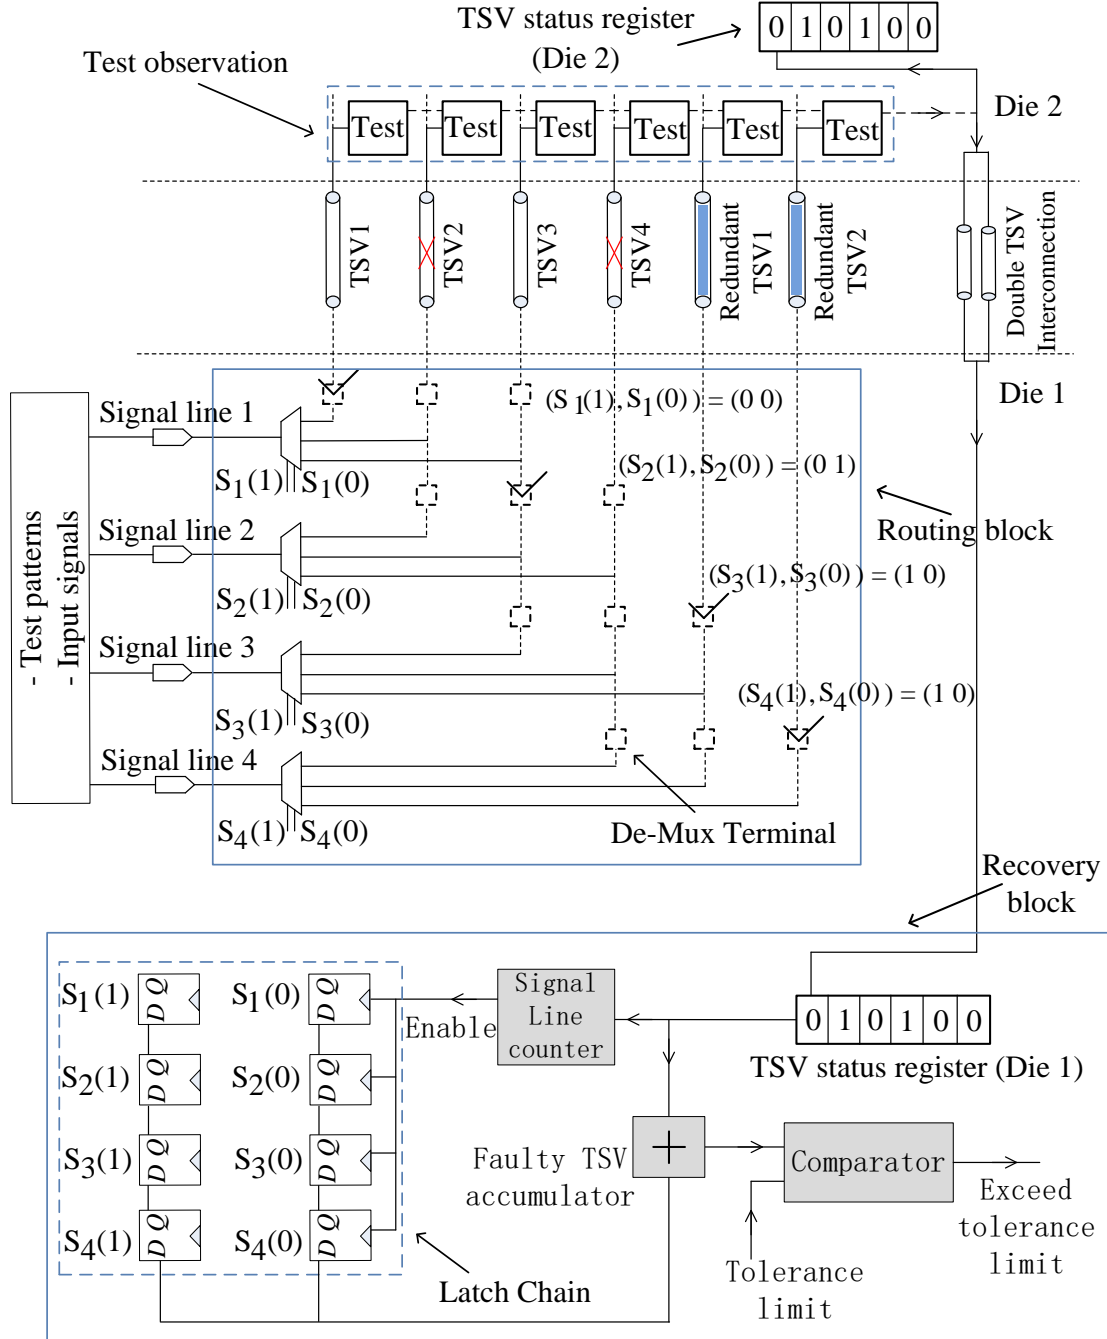 TSV status register
(Die 2)
0 1 0 1 0 0
Test observation
Die 2
Test Test Test Test Test Test
TSV1
TSV2
TSV3
TSV4
Redundant
TSV1
Redundant
TSV2
Double TSV
Interconnection
Die 1
- Test patterns
- Input signals
Signal line 1
(S1(1), S1(0)) = (0 0)
S1(1) S1(0)
(S2(1), S2(0)) = (0 1)
Signal line 2
Routing block
S2(1) S2(0)
(S3(1), S3(0)) = (1 0)
Signal line 3
S3(1) S3(0)
(S4(1), S4(0)) = (1 0)
Signal line 4
S4(1) S4(0)
De-Mux Terminal
Recovery
block
S1(1) D Q
S1(0) D Q
Enable
Signal
Line
counter
0 1 0 1 0 0
TSV status register (Die 1)
S2(1) D Q
S2(0) D Q
S3(1) D Q
S3(0) D Q
Faulty TSV
accumulator
+
Comparator
Exceed
tolerance
limit
S4(1) D Q
S4(0) D Q
Latch Chain
Tolerance
limit